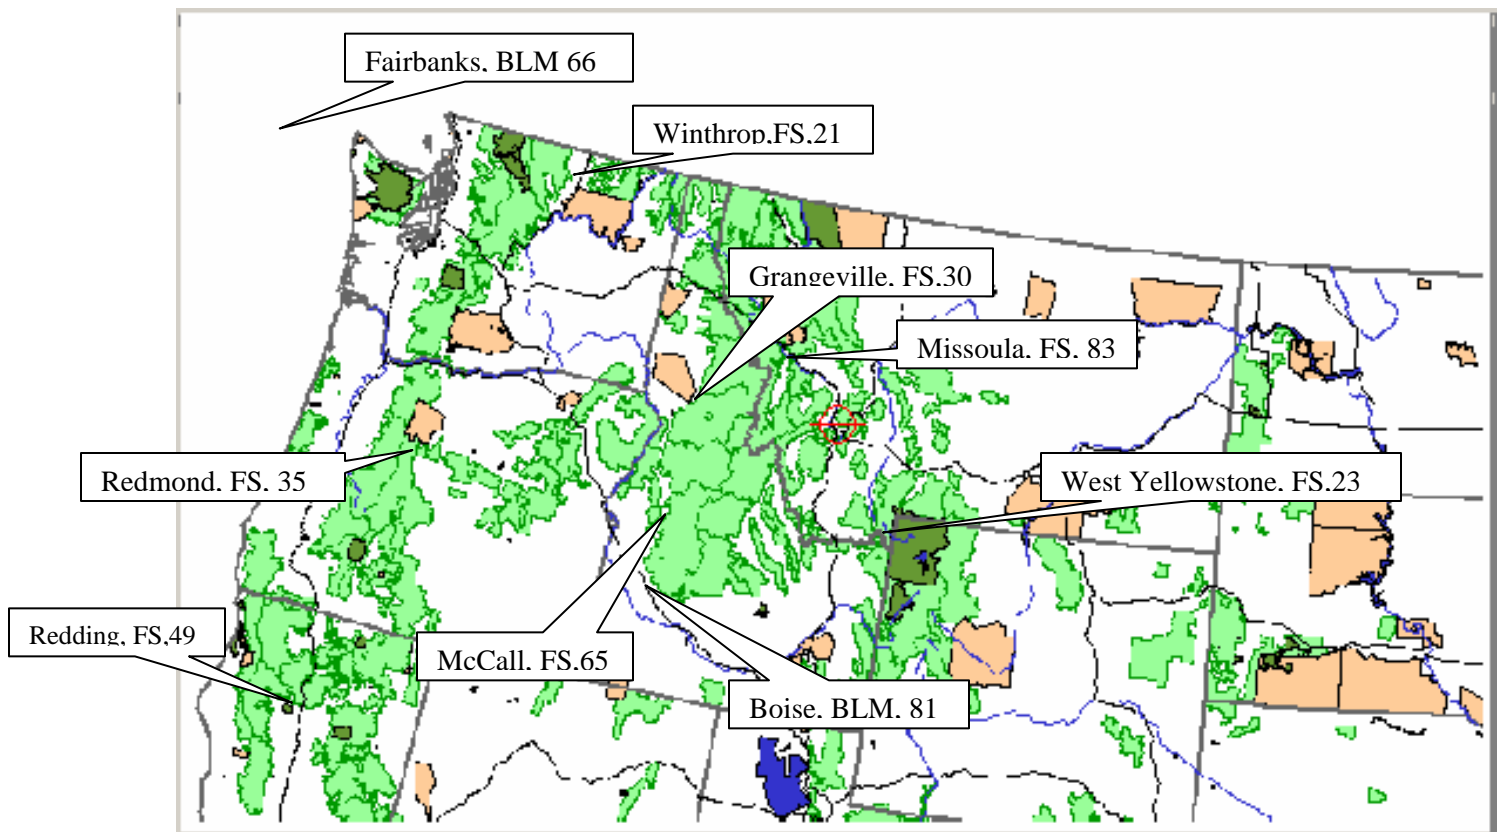 Fairbanks, BLM 66
Winthrop,FS,21
Grangeville, FS,30
Missoula, FS, 83
Redmond, FS, 35
West Yellowstone, FS,23
Redding, FS,49
McCall, FS,65
Boise, BLM, 81